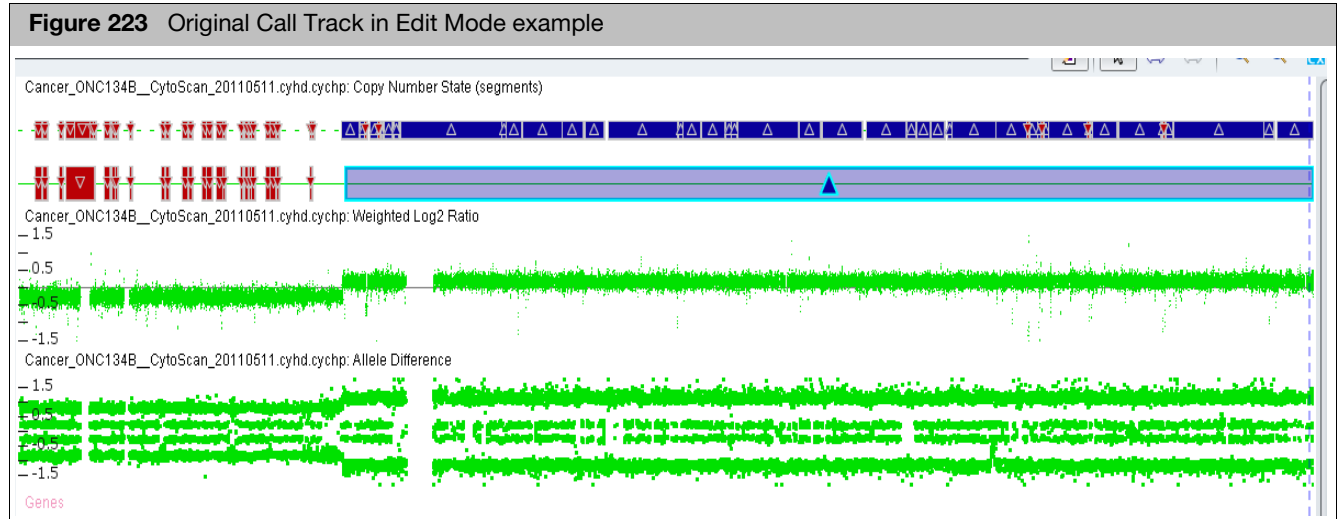 Figure 223 Original Call Track in Edit Mode example
Cancer_ONC134B__CytoScan_20110511.cyhd.cychp: Copy Number State (segments)
Cancer_ONC134B__CytoScan_20110511.cyhd.cychp: Weighted Log2 Ratio
1.5
0.5
-0.5
-1.5
Cancer_ONC134B__CytoScan_20110511.cyhd.cychp: Allele Difference
1.5
0.5
-0.5
-1.5
Genes